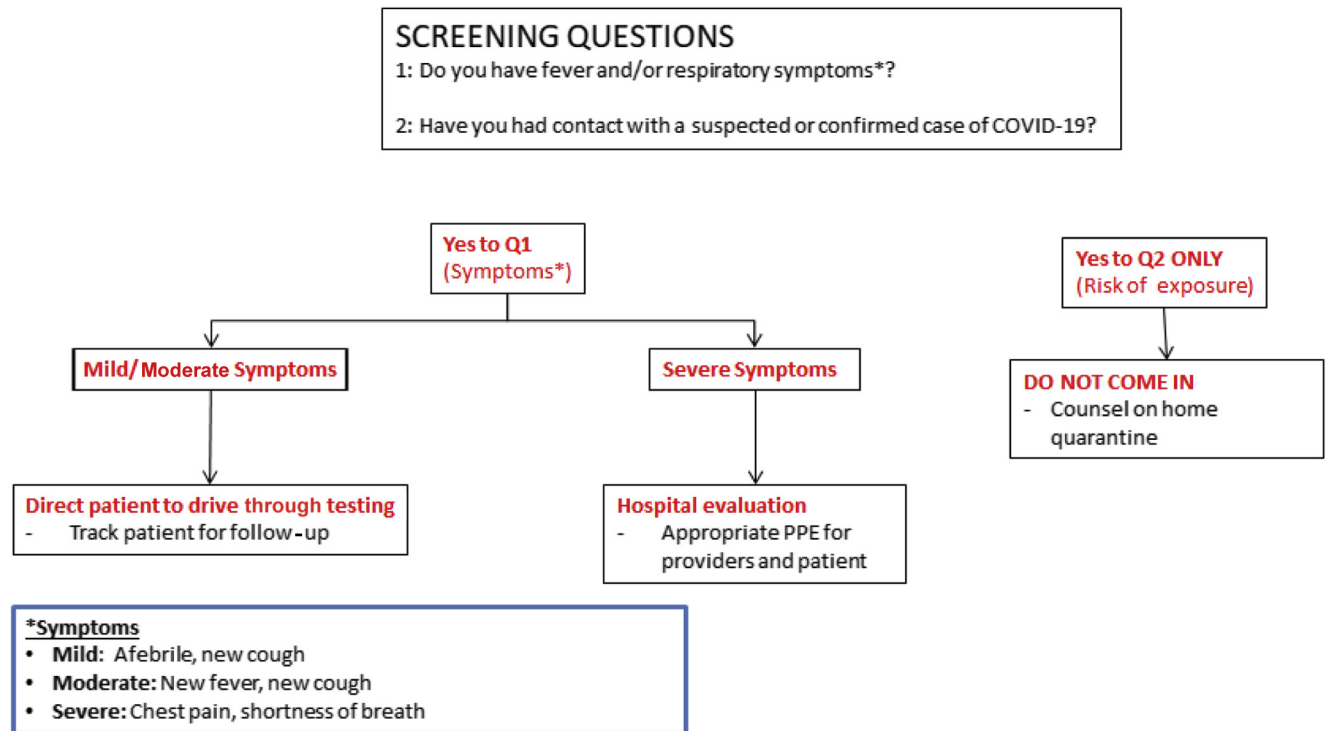 SCREENING QUESTIONS
1: Do you have fever and/or respiratory symptoms*?
2: Have you had contact with a suspected or confirmed case of COVID-19?
Yes to Q1
(Symptoms*)
Yes to Q2 ONLY
(Risk of exposure)
Mild/Moderate Symptoms
Severe Symptoms
DO NOT COME IN
- Counsel on home
quarantine
Direct patient to drive through testing
- Track patient for follow-up
Hospital evaluation
- Appropriate PPE for
providers and patient
*Symptoms
• Mild: Afebrile, new cough
• Moderate: New fever, new cough
• Severe: Chest pain, shortness of breath